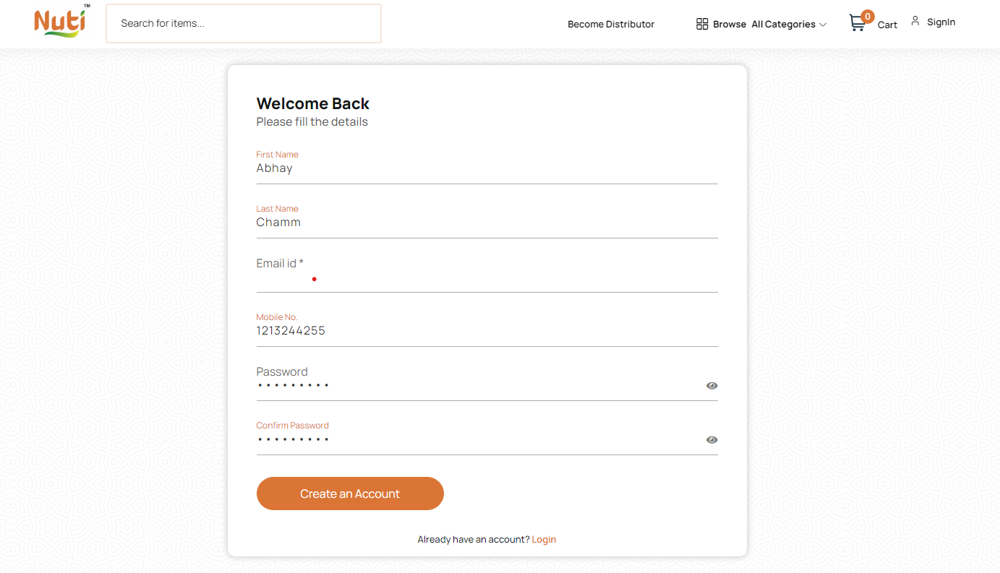 Nuti TM
Search for items...
Become Distributor
Browse All Categories
0
Cart
SignIn
Welcome Back
Please fill the details
First Name
Abhay
Last Name
Chamm
Email id *
Mobile No.
1213244255
Password
•••••••••
Confirm Password
•••••••••
Create an Account
Already have an account? Login